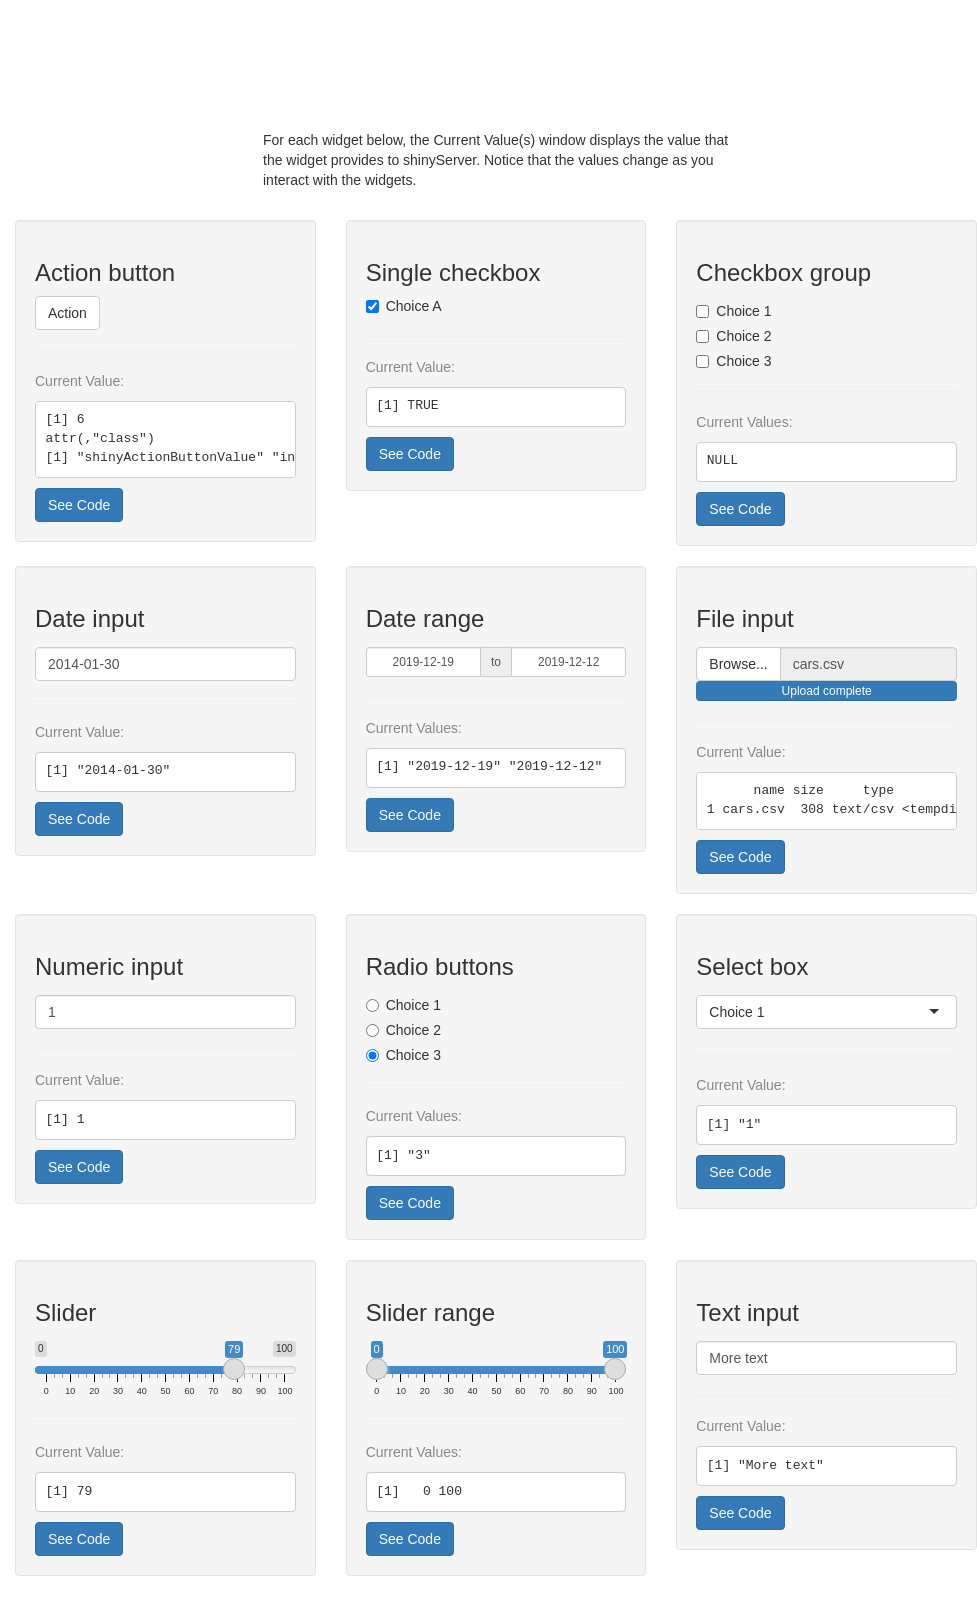 For each widget below, the Current Value(s) window displays the value that
the widget provides to shinyServer. Notice that the values change as you
interact with the widgets.
Action button
Action
Current Value:
[1] 6
attr(,"class")
[1] "shinyActionButtonValue" "in
See Code
Single checkbox
Choice A
Current Value:
[1] TRUE
See Code
Checkbox group
Choice 1
Choice 2
Choice 3
Current Values:
NULL
See Code
Date input
2014-01-30
Current Value:
[1] "2014-01-30"
See Code
Date range
2019-12-19 to 2019-12-12
Current Values:
[1] "2019-12-19" "2019-12-12"
See Code
File input
Browse... cars.csv
Upload complete
Current Value:
name size type
1 cars.csv 308 text/csv <tempdi
See Code
Numeric input
1
Current Value:
[1] 1
See Code
Radio buttons
Choice 1
Choice 2
Choice 3
Current Values:
[1] "3"
See Code
Select box
Choice 1
Current Value:
[1] "1"
See Code
Slider
0 79 100
0 10 20 30 40 50 60 70 80 90 100
Current Value:
[1] 79
See Code
Slider range
0 100
0 10 20 30 40 50 60 70 80 90 100
Current Values:
[1] 0 100
See Code
Text input
More text
Current Value:
[1] "More text"
See Code